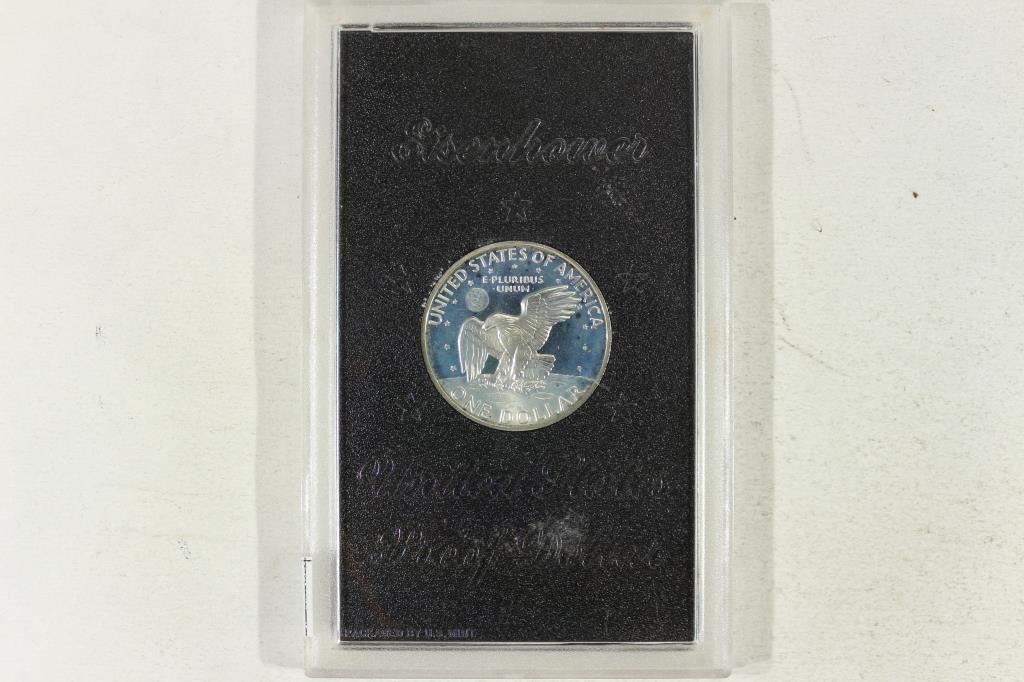 Eisenhower
UNITED STATES OF AMERICA
E·PLURIBUS
·UNUM·
ONE DOLLAR
United States
Proof Dollar
PACKAGED BY U.S. MINT